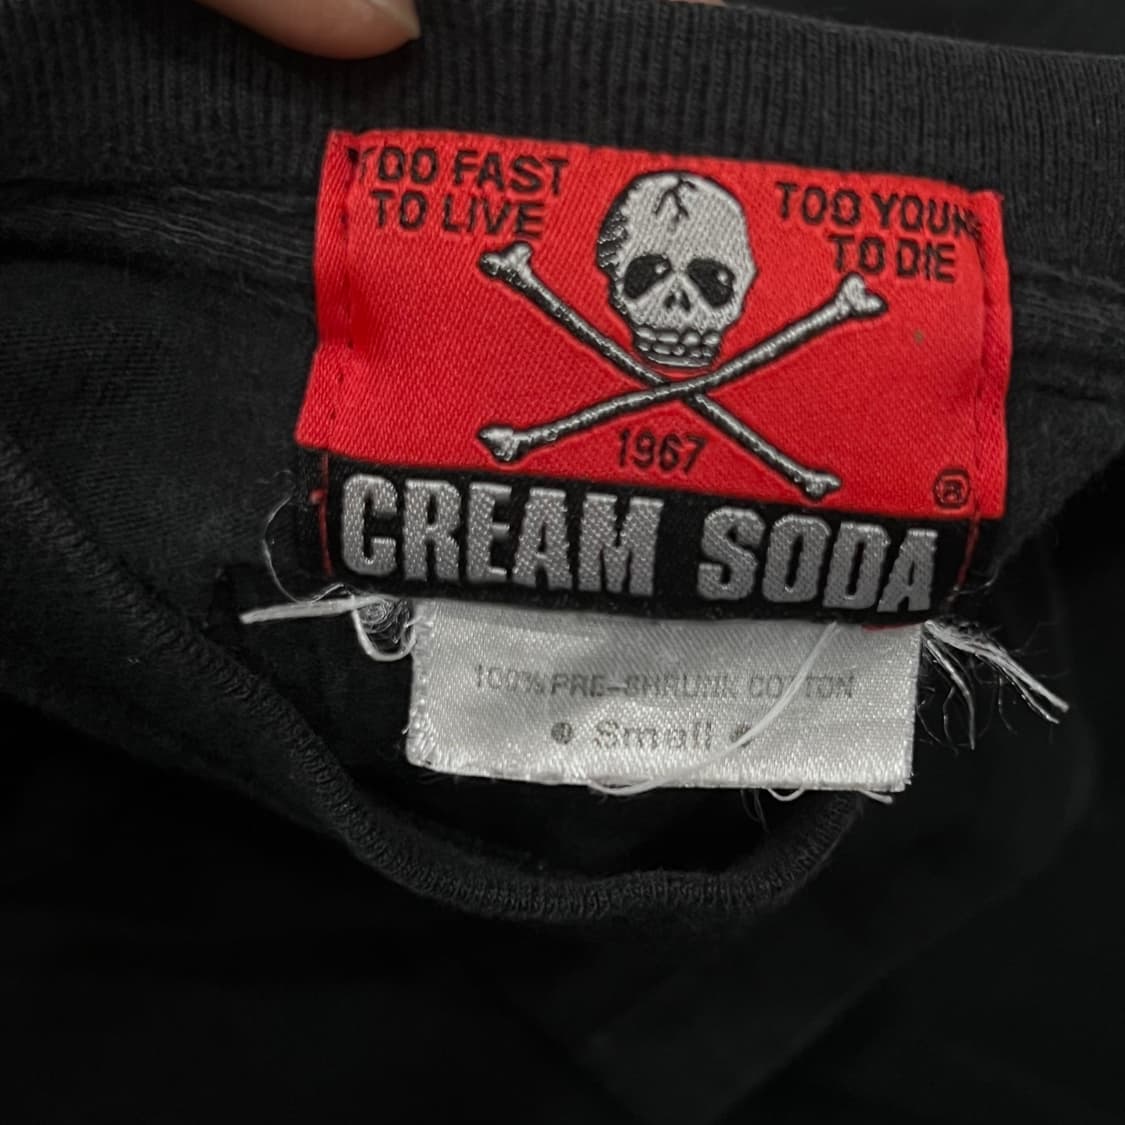 TOO FAST
TO LIVE
TOO YOUNG
TO DIE
1967
®
CREAM SODA
100% PRE-SHRUNK COTTON
Small